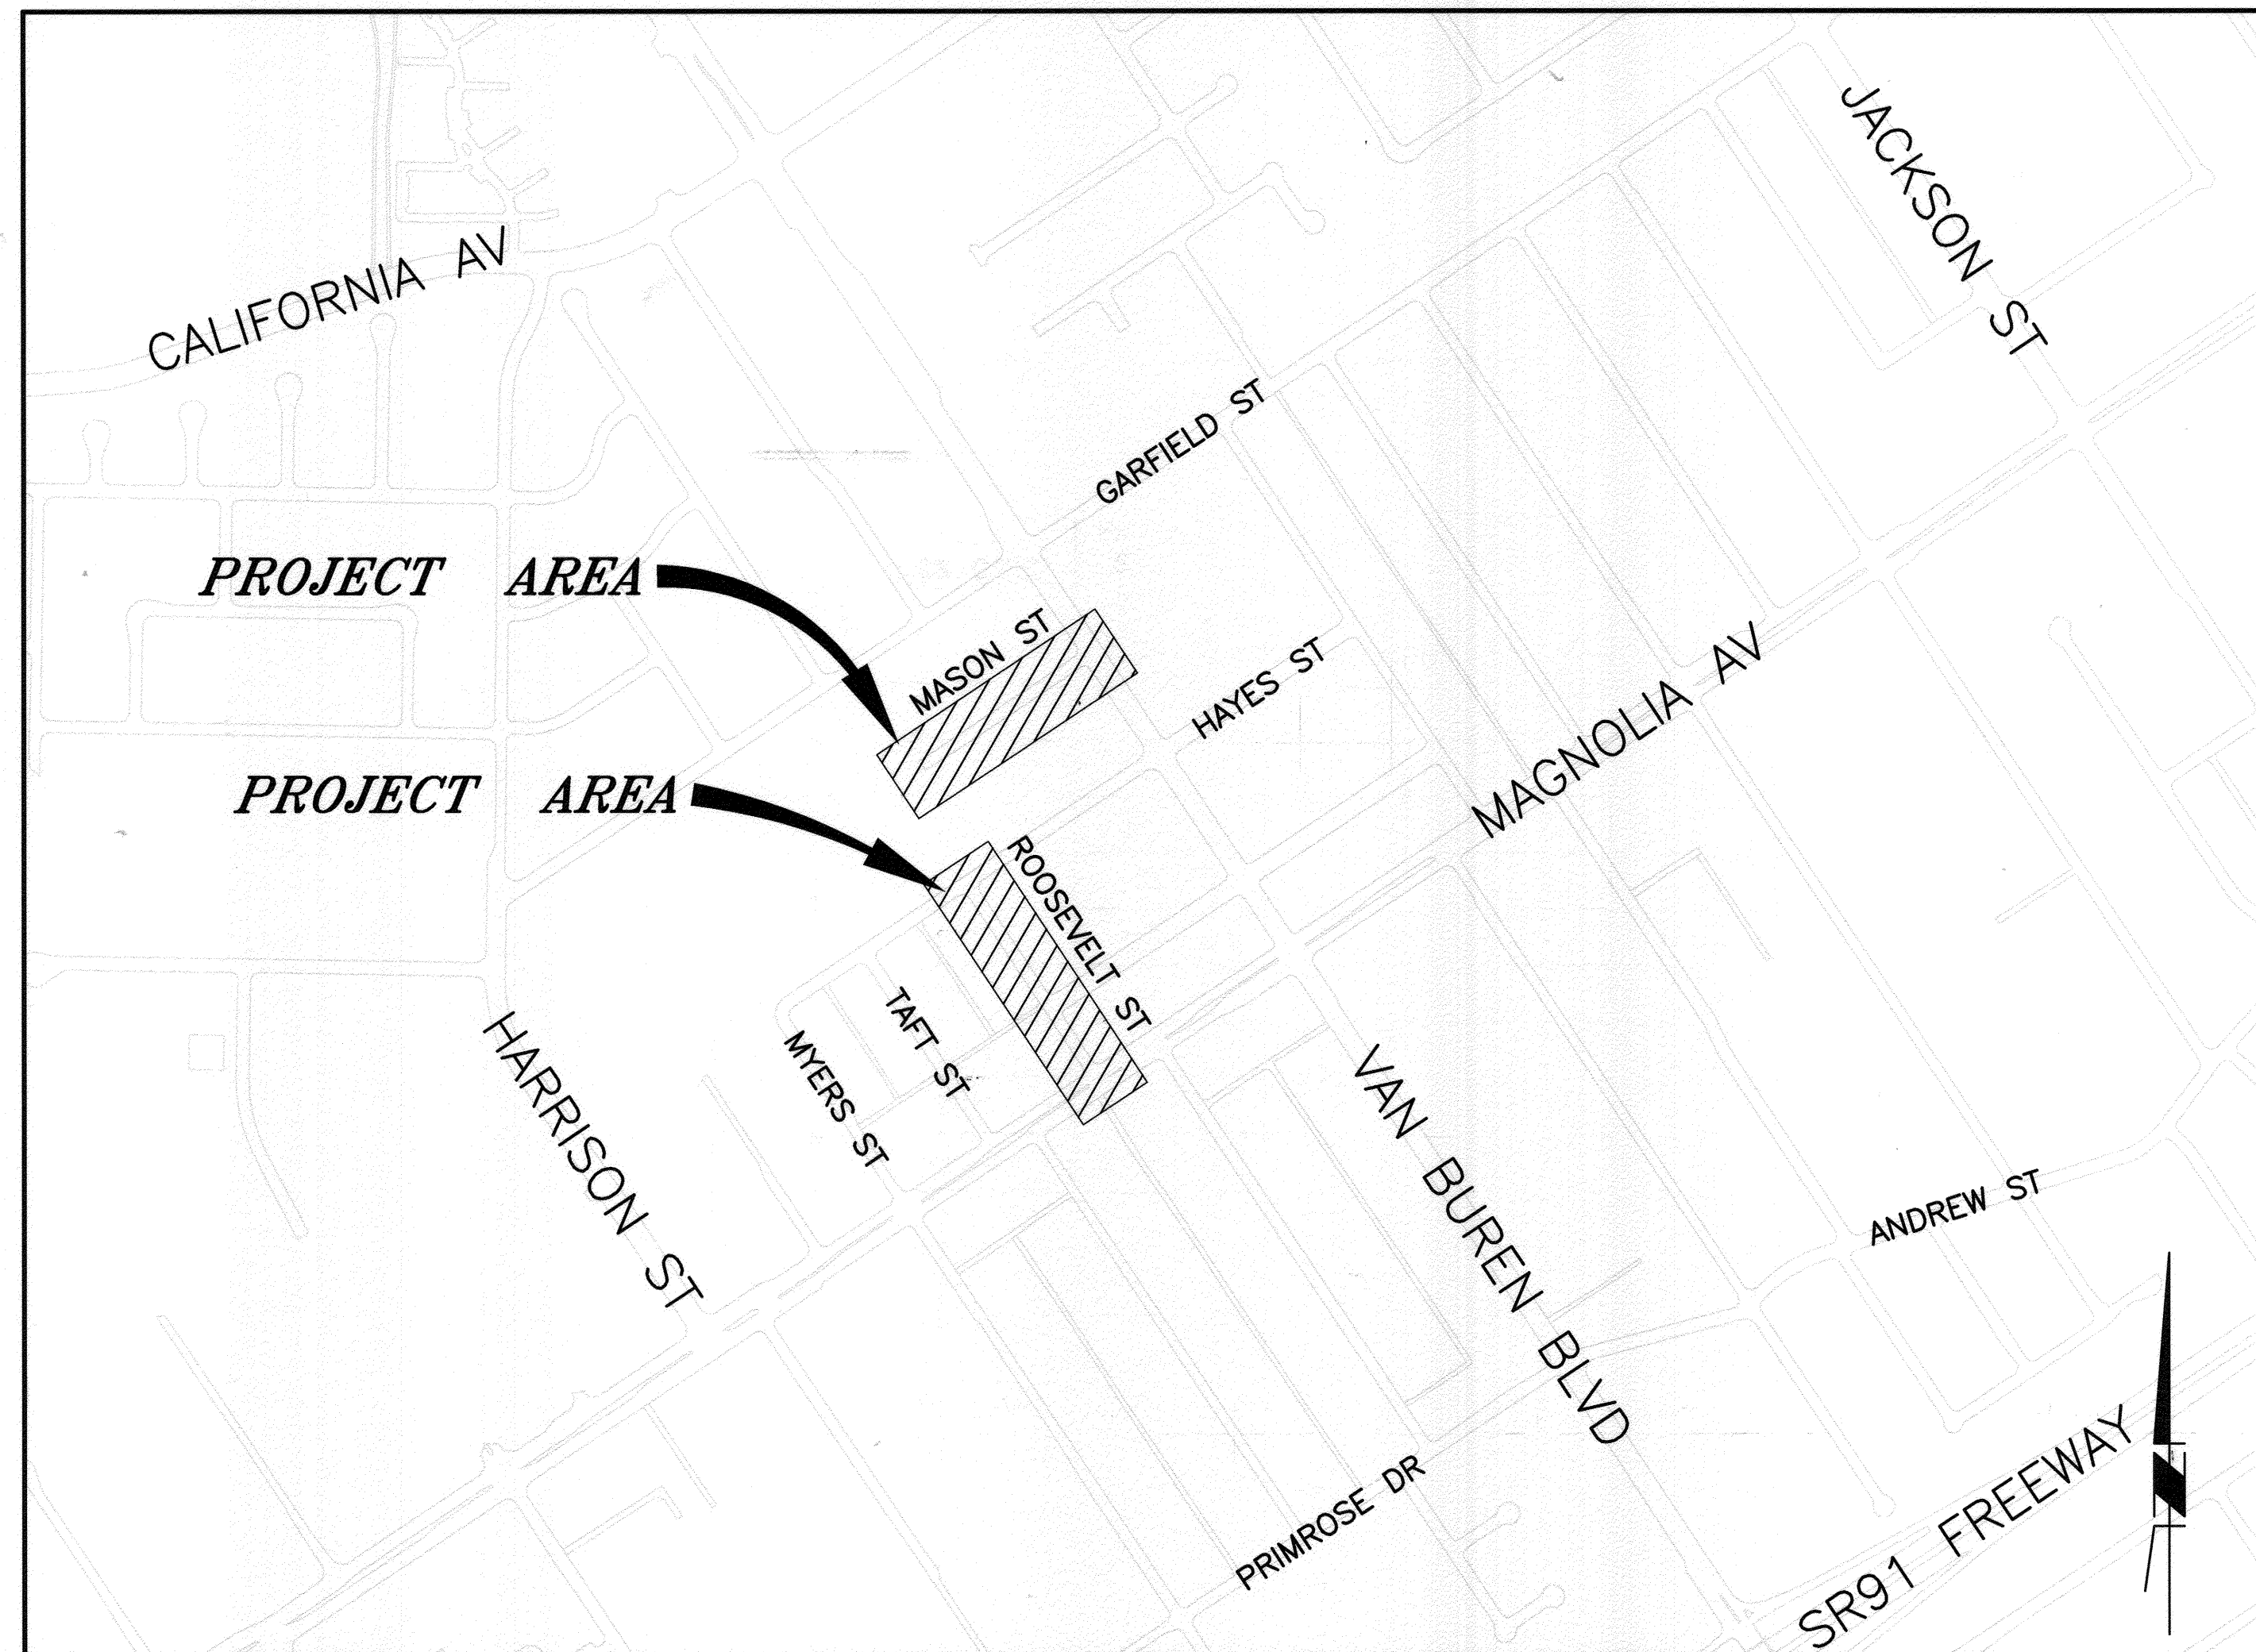 JACKSON ST
CALIFORNIA AV
GARFIELD ST
PROJECT AREA
MASON ST
HAYES ST
MAGNOLIA AV
PROJECT AREA
ROOSEVELT ST
TAFT ST
MYERS ST
HARRISON ST
VAN BUREN BLVD
ANDREW ST
PRIMROSE DR
SR91 FREEWAY
N